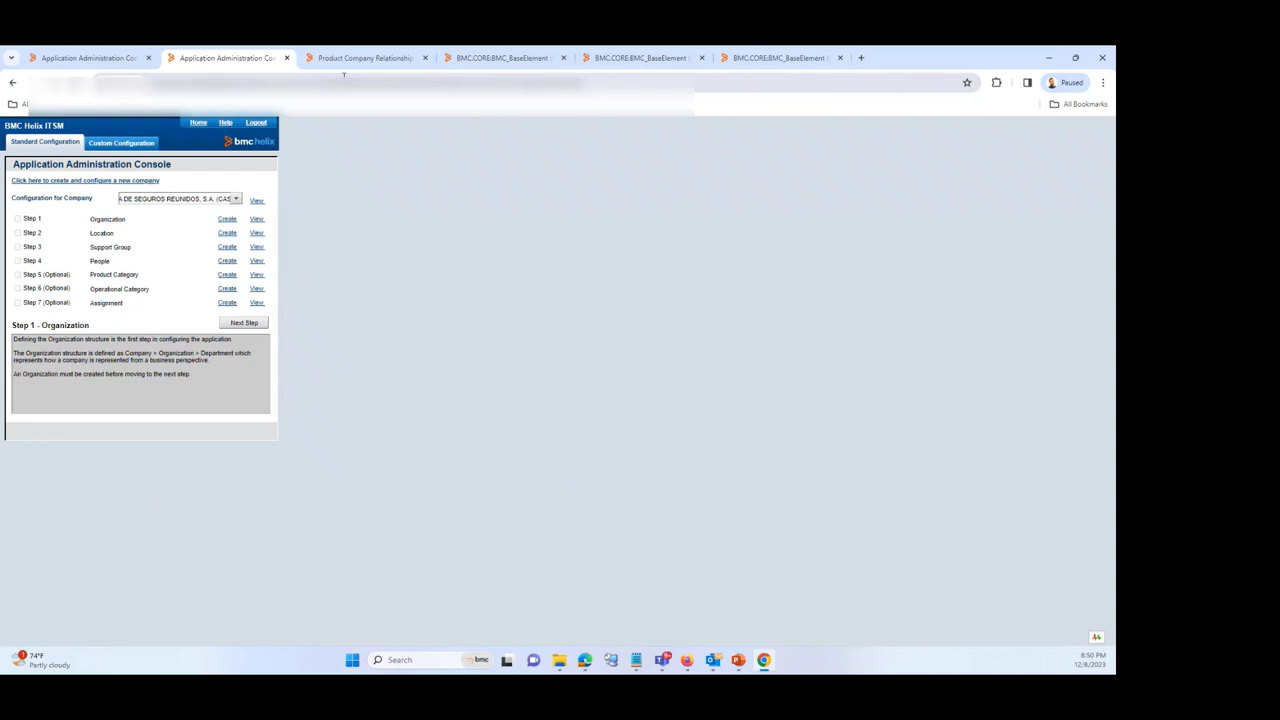 Application Administration Co
Application Administration Con
Product Company Relationship
BMC.CORE:BMC_BaseElement
BMC.CORE:BMC_BaseElement
BMC.CORE:BMC_BaseElement
Paused
All Bookmarks
BMC Helix ITSM
Home Help Logout
Standard Configuration Custom Configuration bmchelix
Application Administration Console
Click here to create and configure a new company
Configuration for Company A DE SEGUROS REUNIDOS, S.A. (CAS View
Step 1 Organization Create View
Step 2 Location Create View
Step 3 Support Group Create View
Step 4 People Create View
Step 5 (Optional) Product Category Create View
Step 6 (Optional) Operational Category Create View
Step 7 (Optional) Assignment Create View
Step 1 - Organization Next Step
Defining the Organization structure is the first step in configuring the application.
The Organization structure is defined as Company > Organization > Department which
represents how a company is represented from a business perspective.
An Organization must be created before moving to the next step.
1
74°F
Partly cloudy
Search
mybmc
9+
8:50 PM
12/8/2023